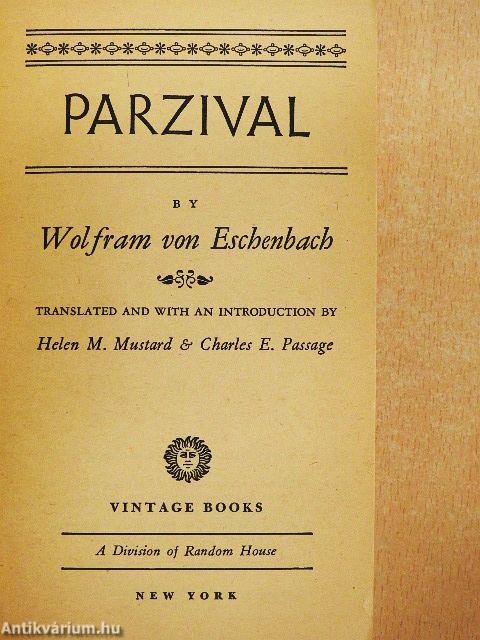 PARZIVAL
BY
Wolfram von Eschenbach
TRANSLATED AND WITH AN INTRODUCTION BY
Helen M. Mustard & Charles E. Passage
VINTAGE BOOKS
A Division of Random House
NEW YORK
Antikvárium.hu